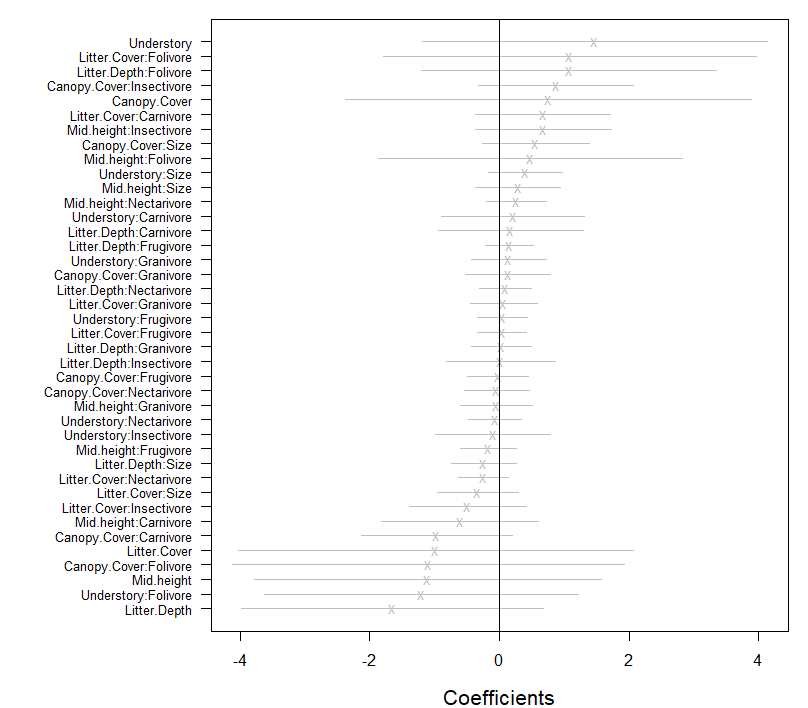 Understory
Litter.Cover:Folivore
Litter.Depth:Folivore
Canopy.Cover:Insectivore
Canopy.Cover
Litter.Cover:Carnivore
Mid.height:Insectivore
Canopy.Cover:Size
Mid.height:Folivore
Understory:Size
Mid.height:Size
Mid.height:Nectarivore
Understory:Carnivore
Litter.Depth:Carnivore
Litter.Depth:Frugivore
Understory:Granivore
Canopy.Cover:Granivore
Litter.Depth:Nectarivore
Litter.Cover:Granivore
Understory:Frugivore
Litter.Cover:Frugivore
Litter.Depth:Granivore
Litter.Depth:Insectivore
Canopy.Cover:Frugivore
Canopy.Cover:Nectarivore
Mid.height:Granivore
Understory:Nectarivore
Understory:Insectivore
Mid.height:Frugivore
Litter.Depth:Size
Litter.Cover:Nectarivore
Litter.Cover:Size
Litter.Cover:Insectivore
Mid.height:Carnivore
Canopy.Cover:Carnivore
Litter.Cover
Canopy.Cover:Folivore
Mid.height
Understory:Folivore
Litter.Depth
-4 -2 0 2 4
Coefficients